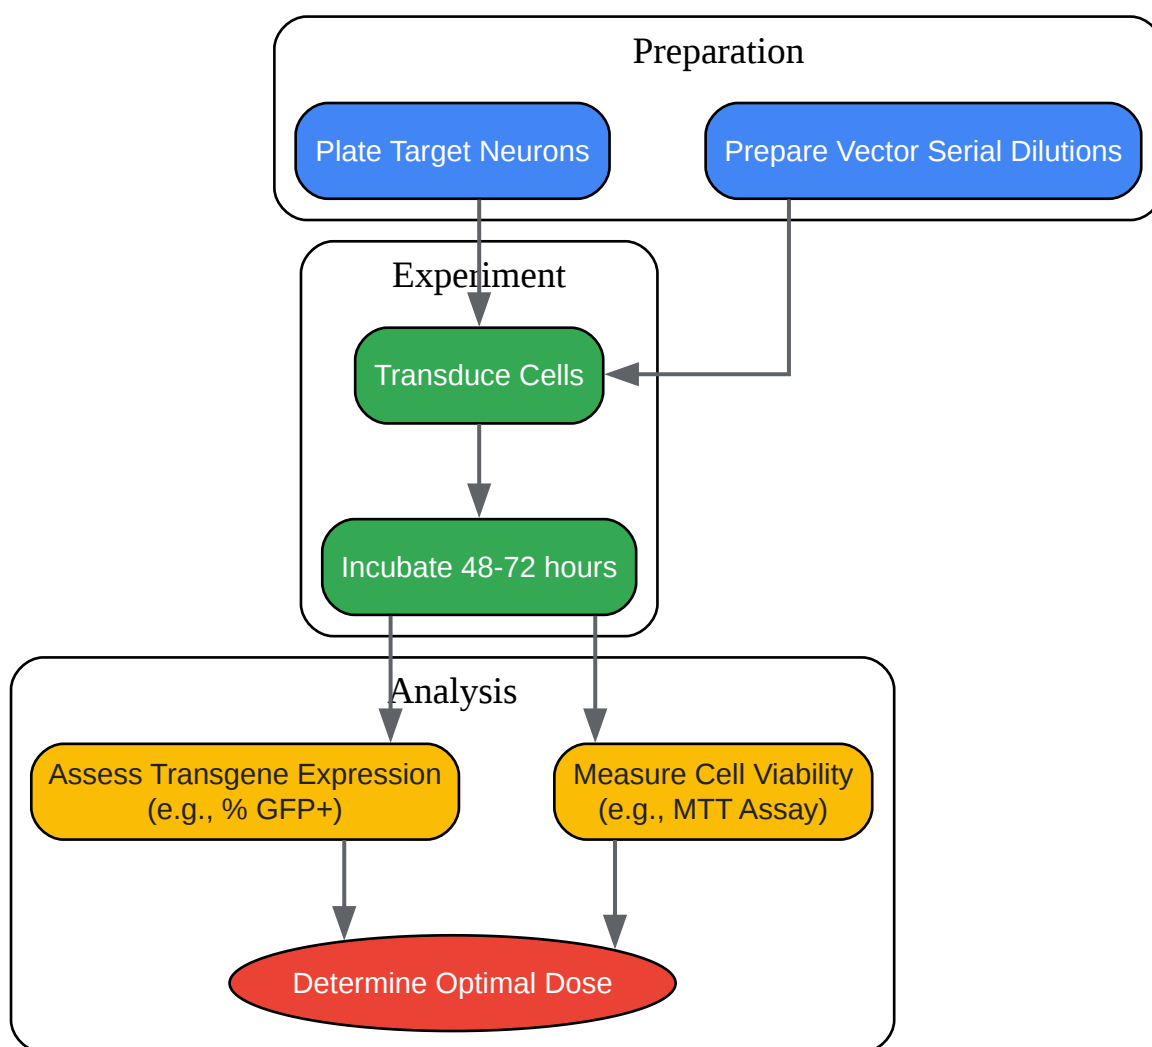 Preparation
Plate Target Neurons
Prepare Vector Serial Dilutions
Experiment
Transduce Cells
Incubate 48-72 hours
Analysis
Assess Transgene Expression
(e.g., % GFP+)
Measure Cell Viability
(e.g., MTT Assay)
Determine Optimal Dose